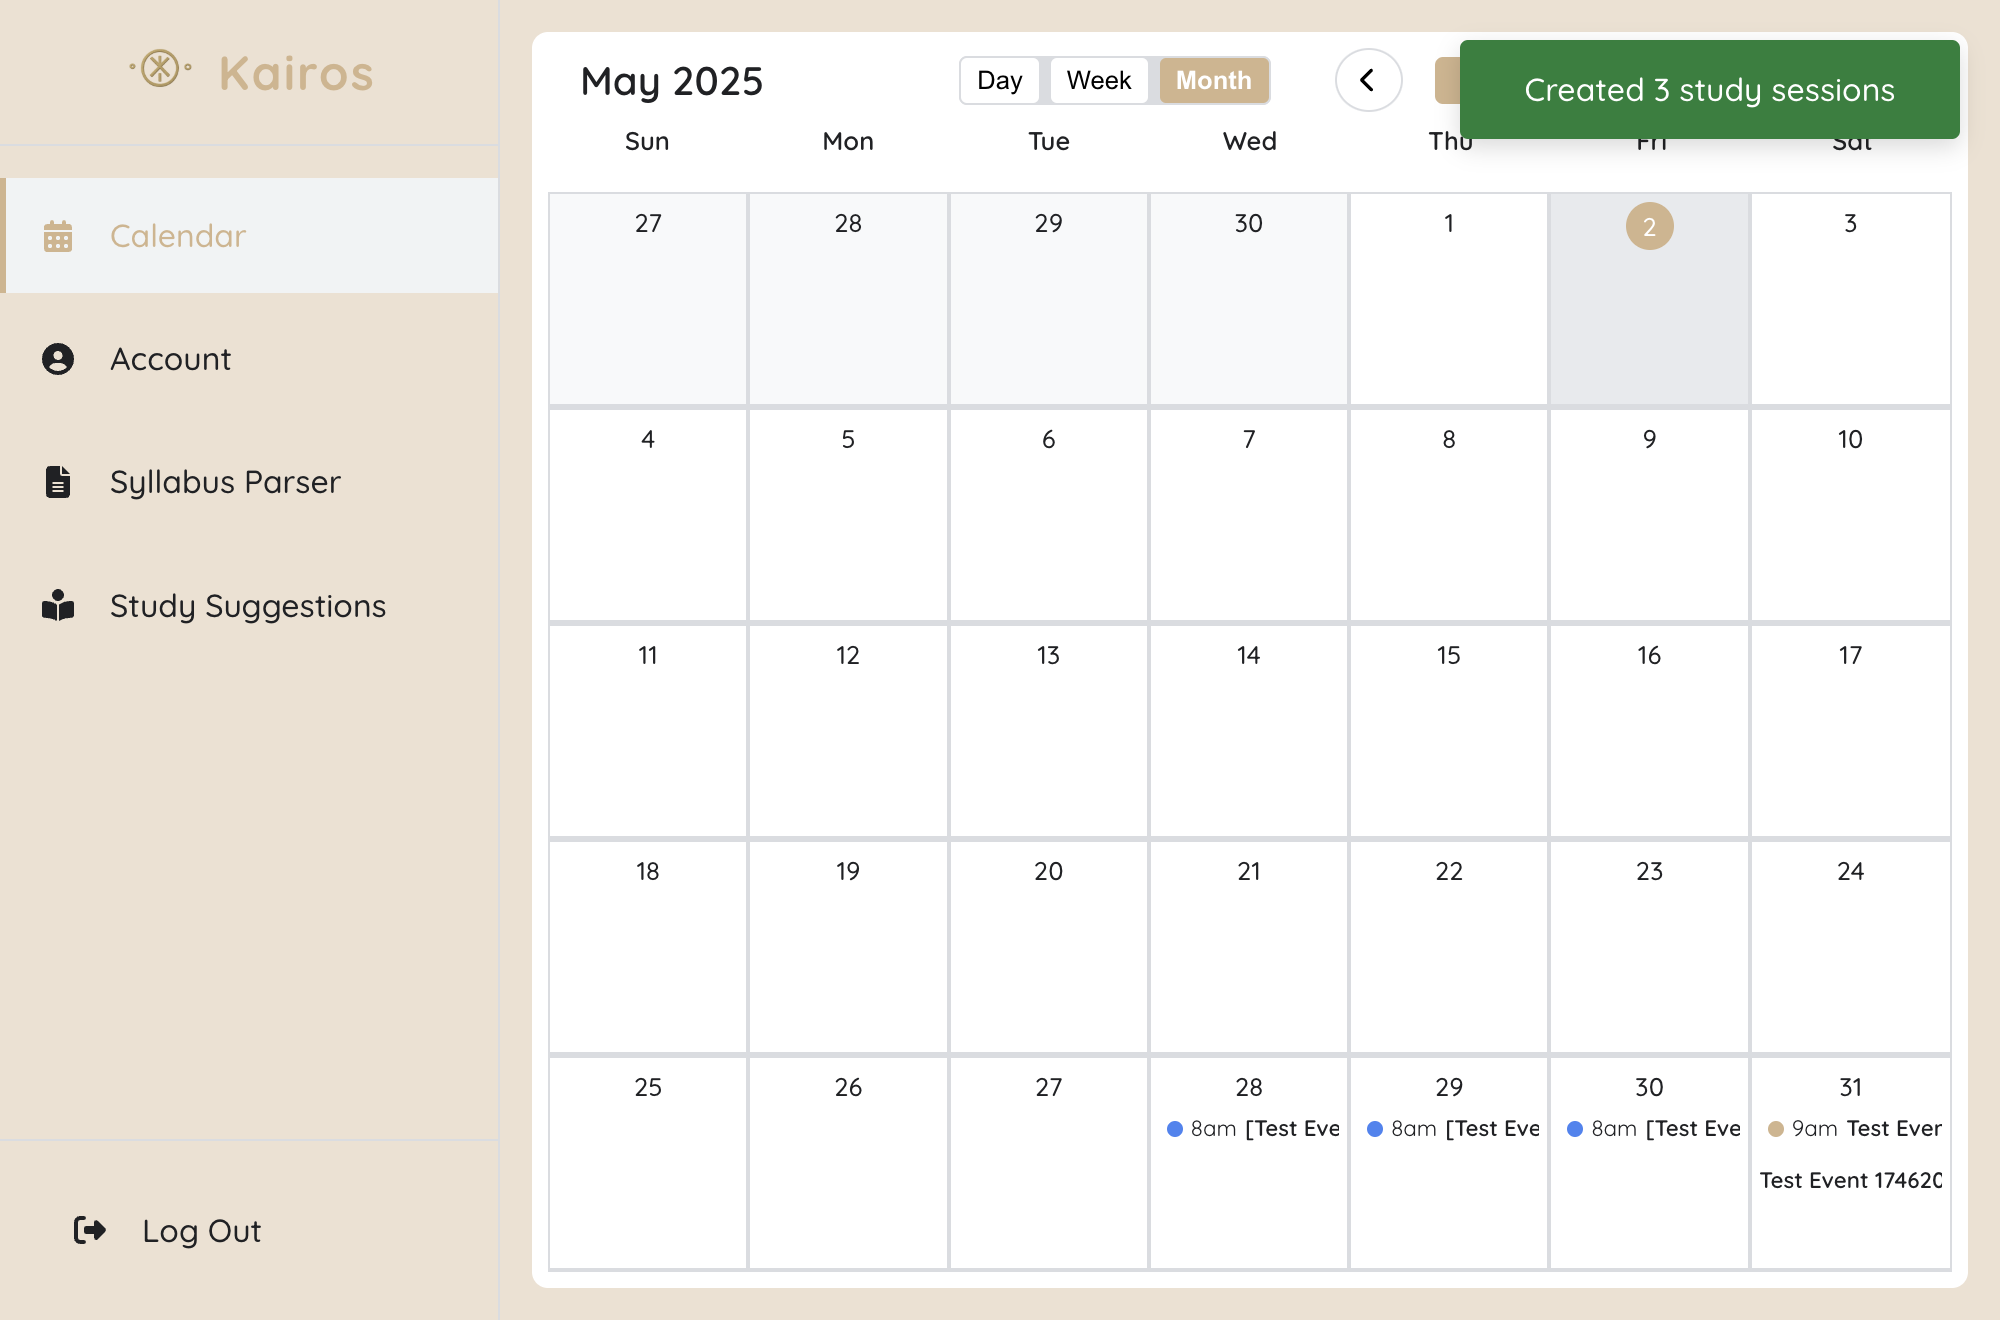 Kairos
Calendar
Account
Syllabus Parser
Study Suggestions
Log Out
May 2025
Day Week Month
Created 3 study sessions
Sun Mon Tue Wed Thu Fri Sat
27 28 29 30 1 2 3
4 5 6 7 8 9 10
11 12 13 14 15 16 17
18 19 20 21 22 23 24
25 26 27 28 29 30 31
8am [Test Eve 8am [Test Eve 8am [Test Eve 9am Test Ever
Test Event 174620